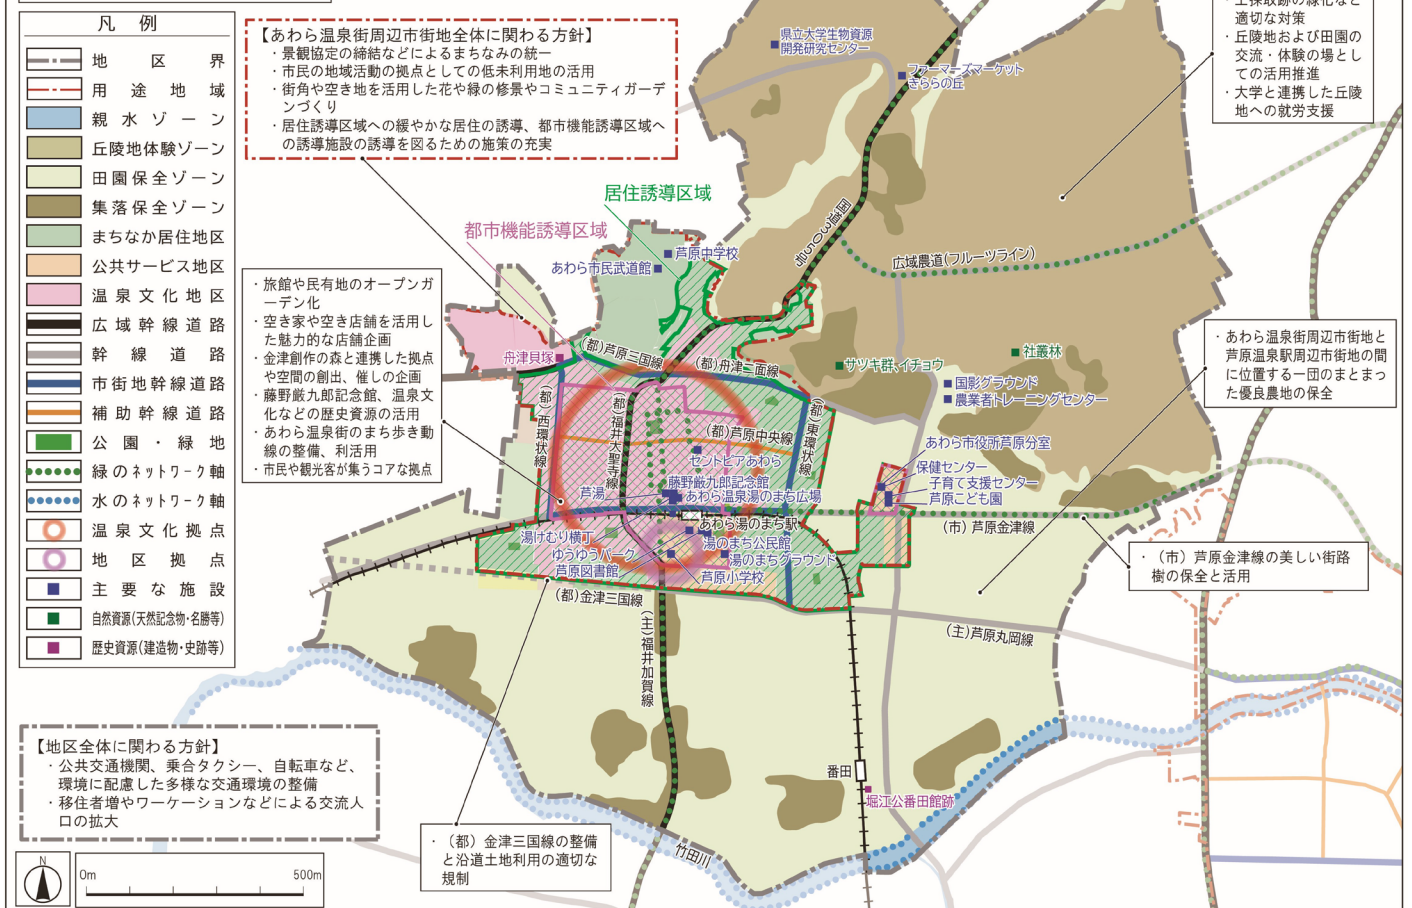 凡例
地区界
用途地域
親水ゾーン
丘陵地体験ゾーン
田園保全ゾーン
集落保全ゾーン
まちなか居住地区
公共サービス地区
温泉文化地区
広域幹線道路
幹線道路
市街地幹線道路
補助幹線道路
公園・緑地
緑のネットワーク軸
水のネットワーク軸
温泉文化拠点
地区拠点
主要な施設
自然資源(天然記念物・名勝等)
歴史資源(建造物・史跡等)
【あわら温泉街周辺市街地全体に関わる方針】
・景観協定の締結などによるまちなみの統一
・市民の地域活動の拠点としての低未利用地の活用
・街角や空き地を活用した花や緑の修景やコミュニティガーデ
ンづくり
・居住誘導区域への緩やかな居住の誘導、都市機能誘導区域へ
の誘導施設の誘導を図るための施策の充実
適切な対策
・丘陵地および田園の
交流・体験の場とし
ての活用推進
・大学と連携した丘陵
地への就労支援
県立大学生物資源
開発研究センター
ファーマーズマーケット
きららの丘
居住誘導区域
都市機能誘導区域
芦原中学校
あわら市民武道館
国道305号
広域農道(フルーツライン)
・旅館や民有地のオープンガ
ーデン化
・空き家や空き店舗を活用し
た魅力的な店舗企画
・金津創作の森と連携した拠点
や空間の創出、催しの企画
・藤野厳九郎記念館、温泉文
化などの歴史資源の活用
・あわら温泉街のまち歩き動
線の整備、利活用
・市民や観光客が集うコアな拠点
舟津貝塚
(都)芦原三国線
(都)舟津二面線
サツキ群、イチョウ
社叢林
国影グラウンド
農業者トレーニングセンター
・あわら温泉街周辺市街地と
芦原温泉駅周辺市街地の間
に位置する一団のまとまっ
た優良農地の保全
(都)西環状線
(都)福井大聖寺線
(都)芦原中央線
(都)東環状線
セントピアあわら
藤野厳九郎記念館
芦湯
あわら温泉湯のまち広場
あわら湯のまち駅
湯けむり横丁
湯のまち公民館
ゆうゆうパーク
湯のまちグラウンド
芦原図書館
芦原小学校
あわら市役所芦原分室
保健センター
子育て支援センター
芦原こども園
(市)芦原金津線
・(市)芦原金津線の美しい街路
樹の保全と活用
(都)金津三国線
(主)福井加賀線
(主)芦原丸岡線
【地区全体に関わる方針】
・公共交通機関、乗合タクシー、自転車など、
環境に配慮した多様な交通環境の整備
・移住者増やワーケーションなどによる交流人
口の拡大
番田
堀江公番田館跡
・(都)金津三国線の整備
と沿道土地利用の適切な
規制
竹田川
N
0m
500m